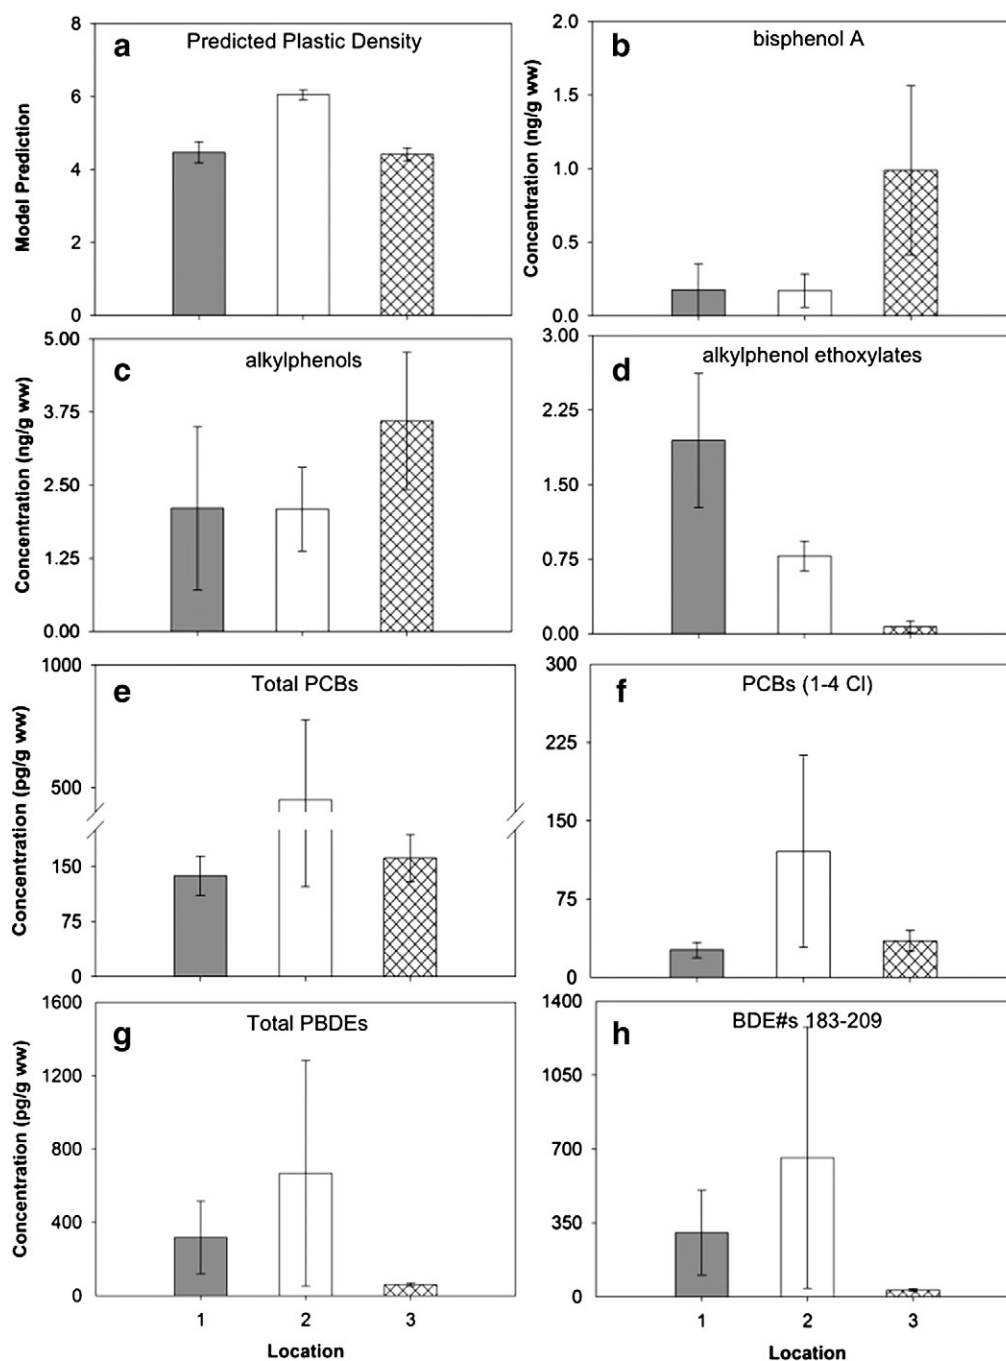 a
Predicted Plastic Density
Model Prediction
8
6
4
2
0
b
bisphenol A
Concentration (ng/g ww)
2.0
1.5
1.0
0.5
0.0
c
alkylphenols
Concentration (ng/g ww)
5.00
3.75
2.50
1.25
0.00
d
alkylphenol ethoxylates
3.00
2.25
1.50
0.75
0.00
e
Total PCBs
Concentration (pg/g ww)
1000
500
150
75
0
f
PCBs (1-4 Cl)
300
225
150
75
0
g
Total PBDEs
Concentration (pg/g ww)
1600
1200
800
400
0
1 2 3
Location
h
BDE#s 183-209
1400
1050
700
350
0
1 2 3
Location